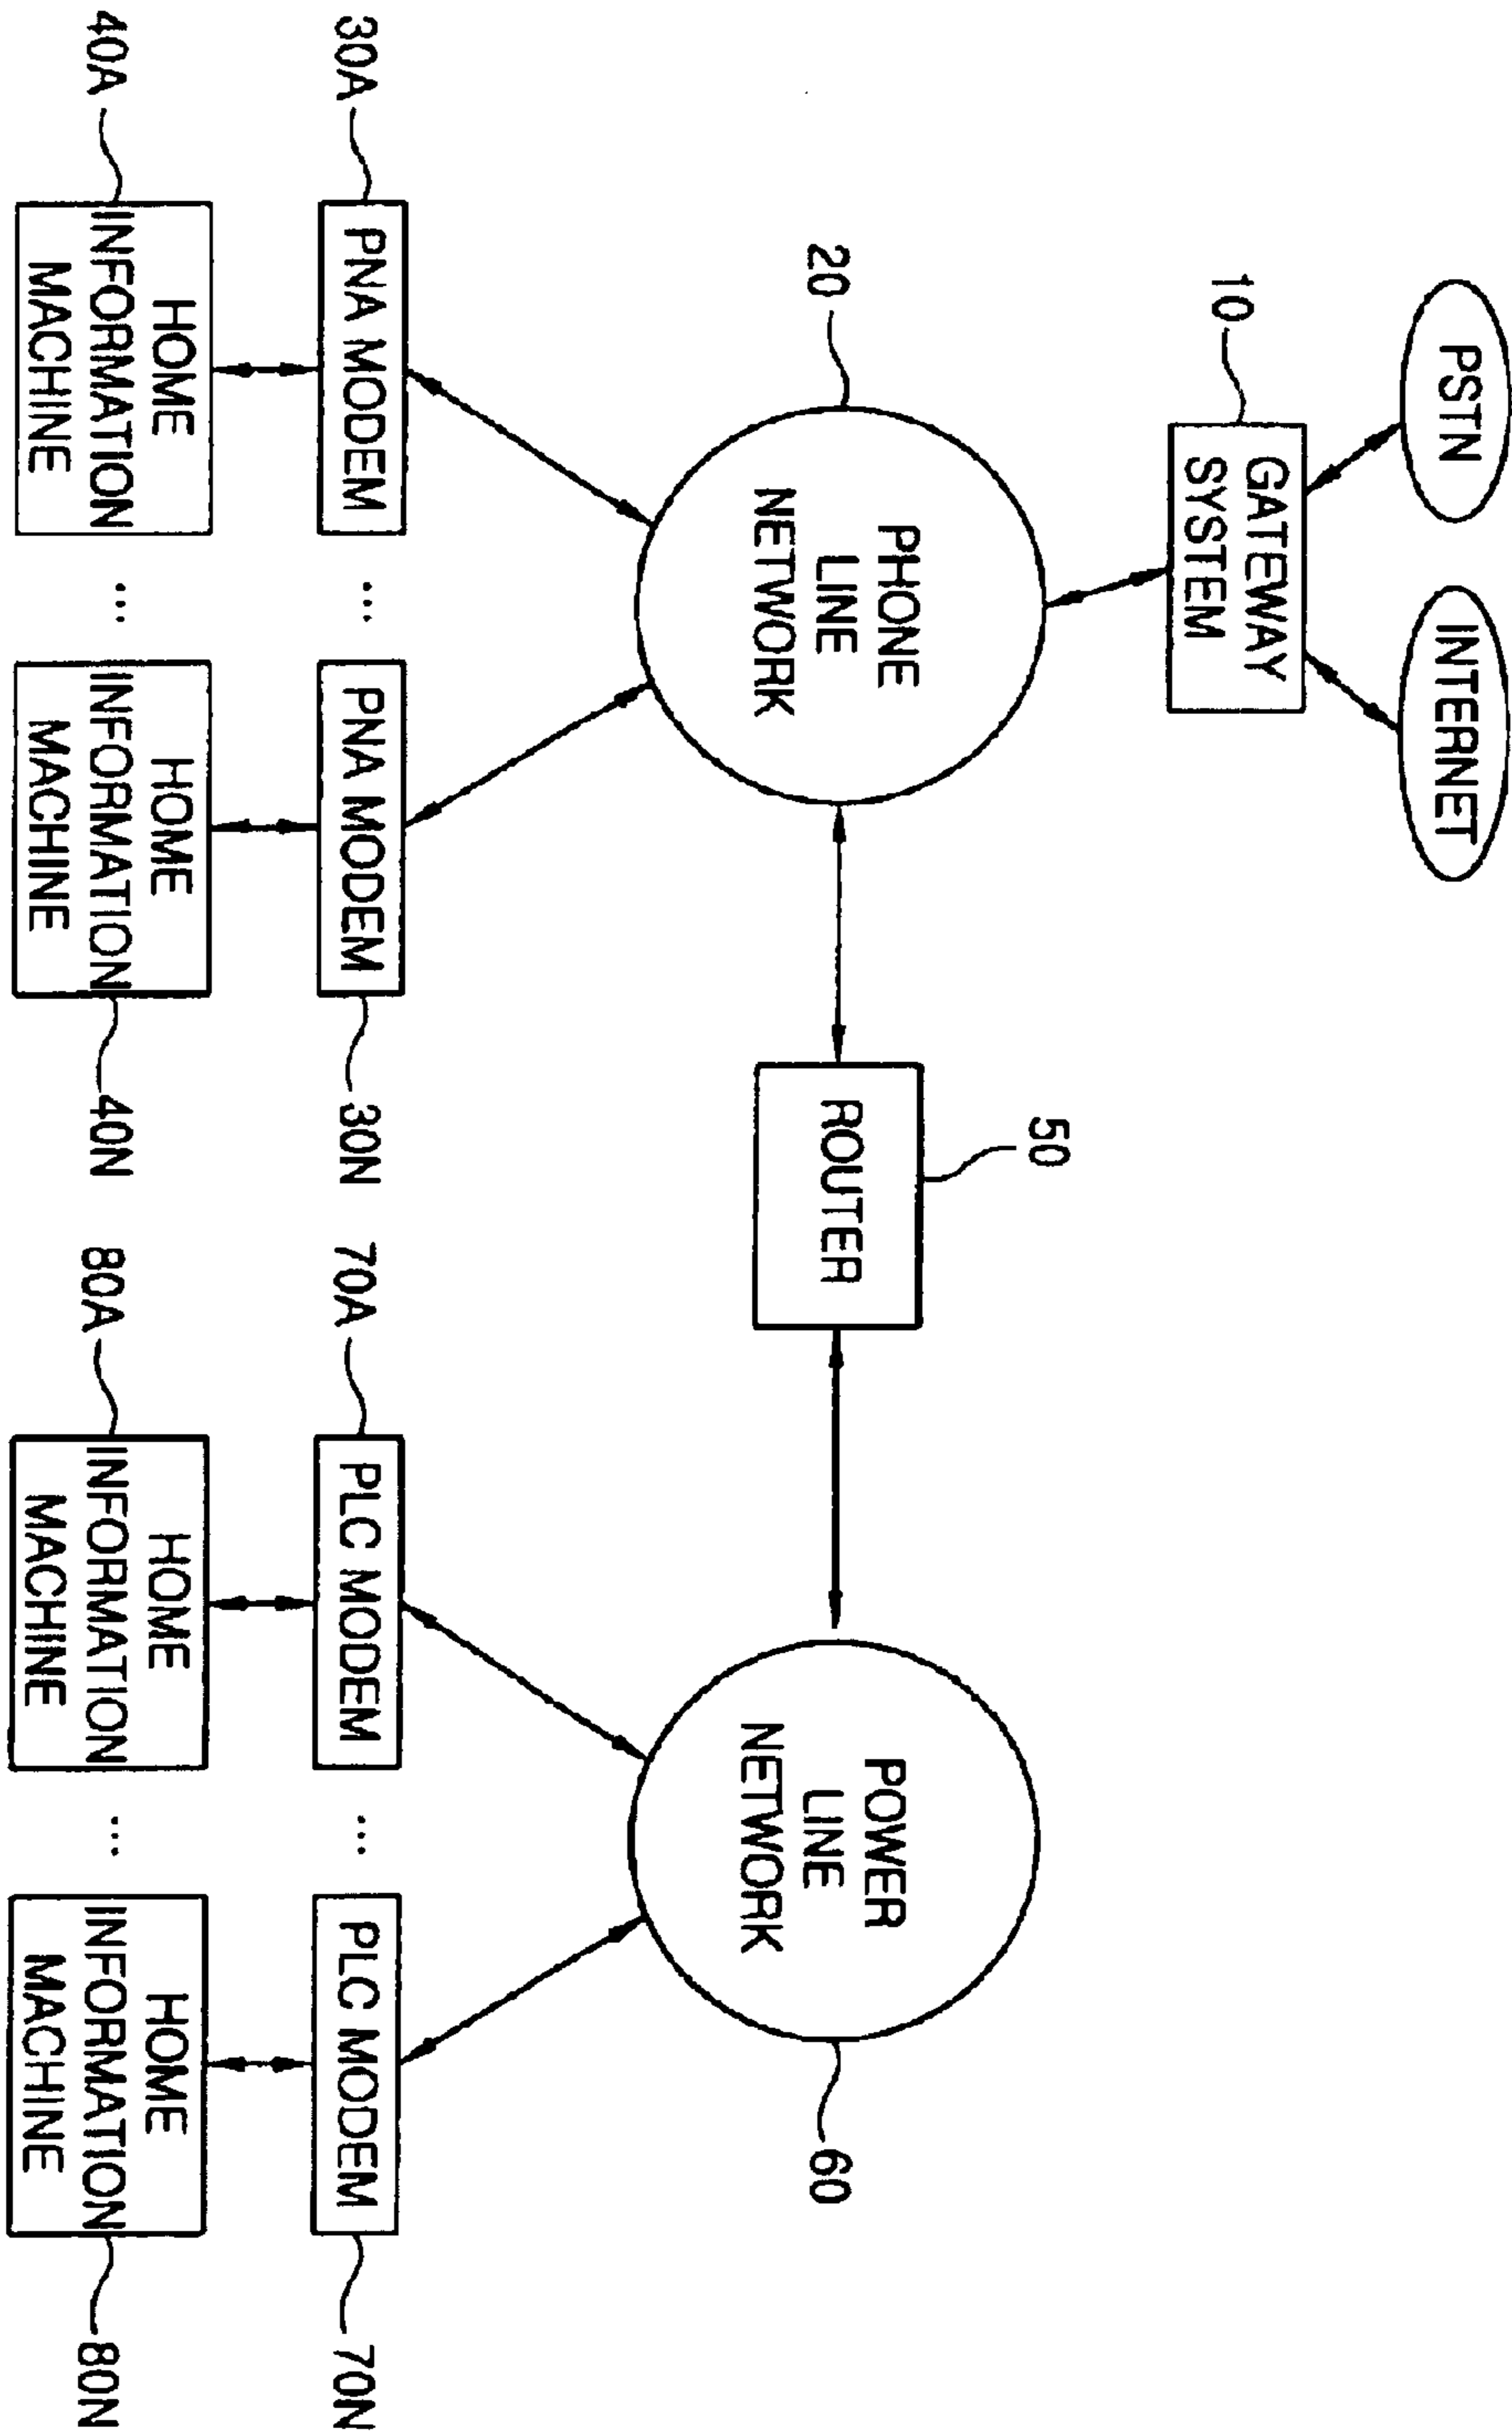 PSTN
INTERNET
10
GATEWAY
SYSTEM
20
PHONE
LINE
NETWORK
50
ROUTER
POWER
LINE
NETWORK
60
30A
PNA MODEM
...
PNA MODEM
30N
70A
PLC MODEM
...
PLC MODEM
70N
40A
HOME
INFORMATION
MACHINE
...
HOME
INFORMATION
MACHINE
40N
80A
HOME
INFORMATION
MACHINE
...
HOME
INFORMATION
MACHINE
80N